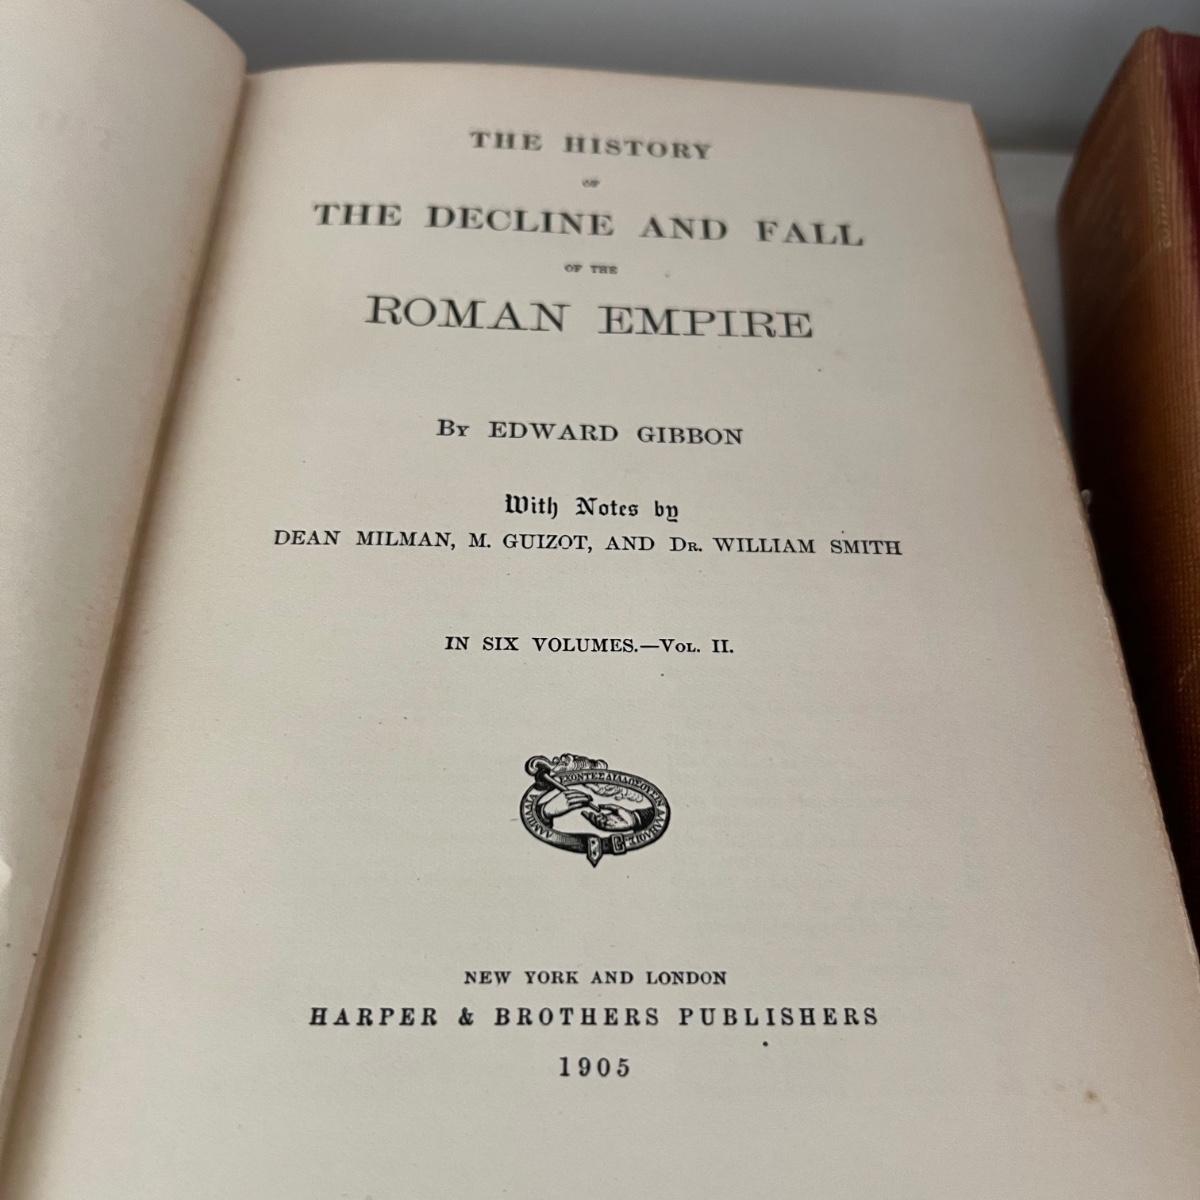 THE HISTORY
OF
THE DECLINE AND FALL
OF THE
ROMAN EMPIRE
By EDWARD GIBBON
With Notes by
DEAN MILMAN, M. GUIZOT, AND Dr. WILLIAM SMITH
IN SIX VOLUMES.—Vol. II.
NEW YORK AND LONDON
HARPER & BROTHERS PUBLISHERS
1905